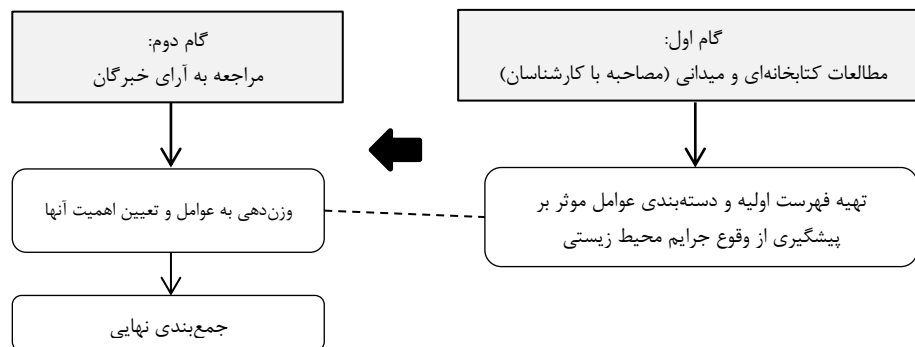 گام اول:
مطالعات کتابخانه‌ای و میدانی (مصاحبه با کارشناسان)
تهیه فهرست اولیه و دسته‌بندی عوامل موثر بر
پیشگیری از وقوع جرایم محیط زیستی
گام دوم:
مراجعه به آرای خبرگان
وزن‌دهی به عوامل و تعیین اهمیت آنها
جمع‌بندی نهایی